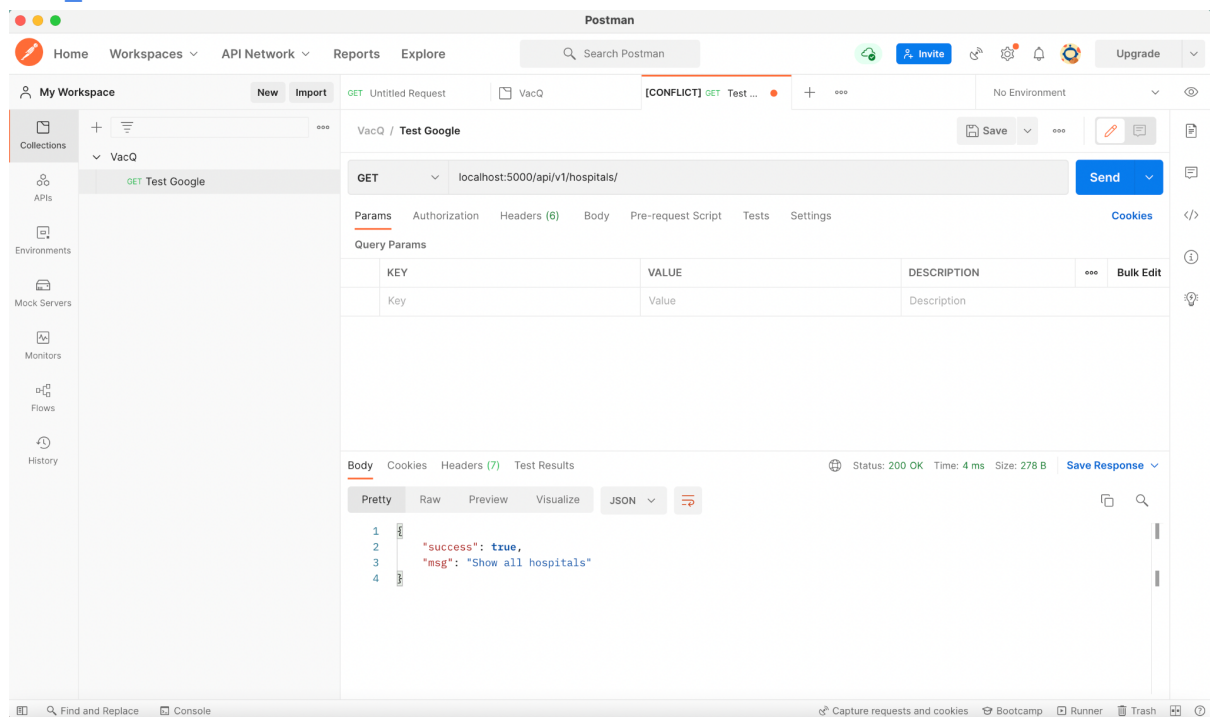 Postman
Home Workspaces API Network Reports Explore Search Postman Invite Upgrade
My Workspace New Import GET Untitled Request VacQ [CONFLICT] GET Test ... No Environment
Collections
APIs
Environments
Mock Servers
Monitors
Flows
History
VacQ
GET Test Google
VacQ / Test Google Save
GET localhost:5000/api/v1/hospitals/ Send
Params Authorization Headers (6) Body Pre-request Script Tests Settings Cookies
Query Params
KEY VALUE DESCRIPTION Bulk Edit
Key Value Description
Body Cookies Headers (7) Test Results Status: 200 OK Time: 4 ms Size: 278 B Save Response
Pretty Raw Preview Visualize JSON
1 {
2 "success": true,
3 "msg": "Show all hospitals"
4 }
Find and Replace Console Capture requests and cookies Bootcamp Runner Trash